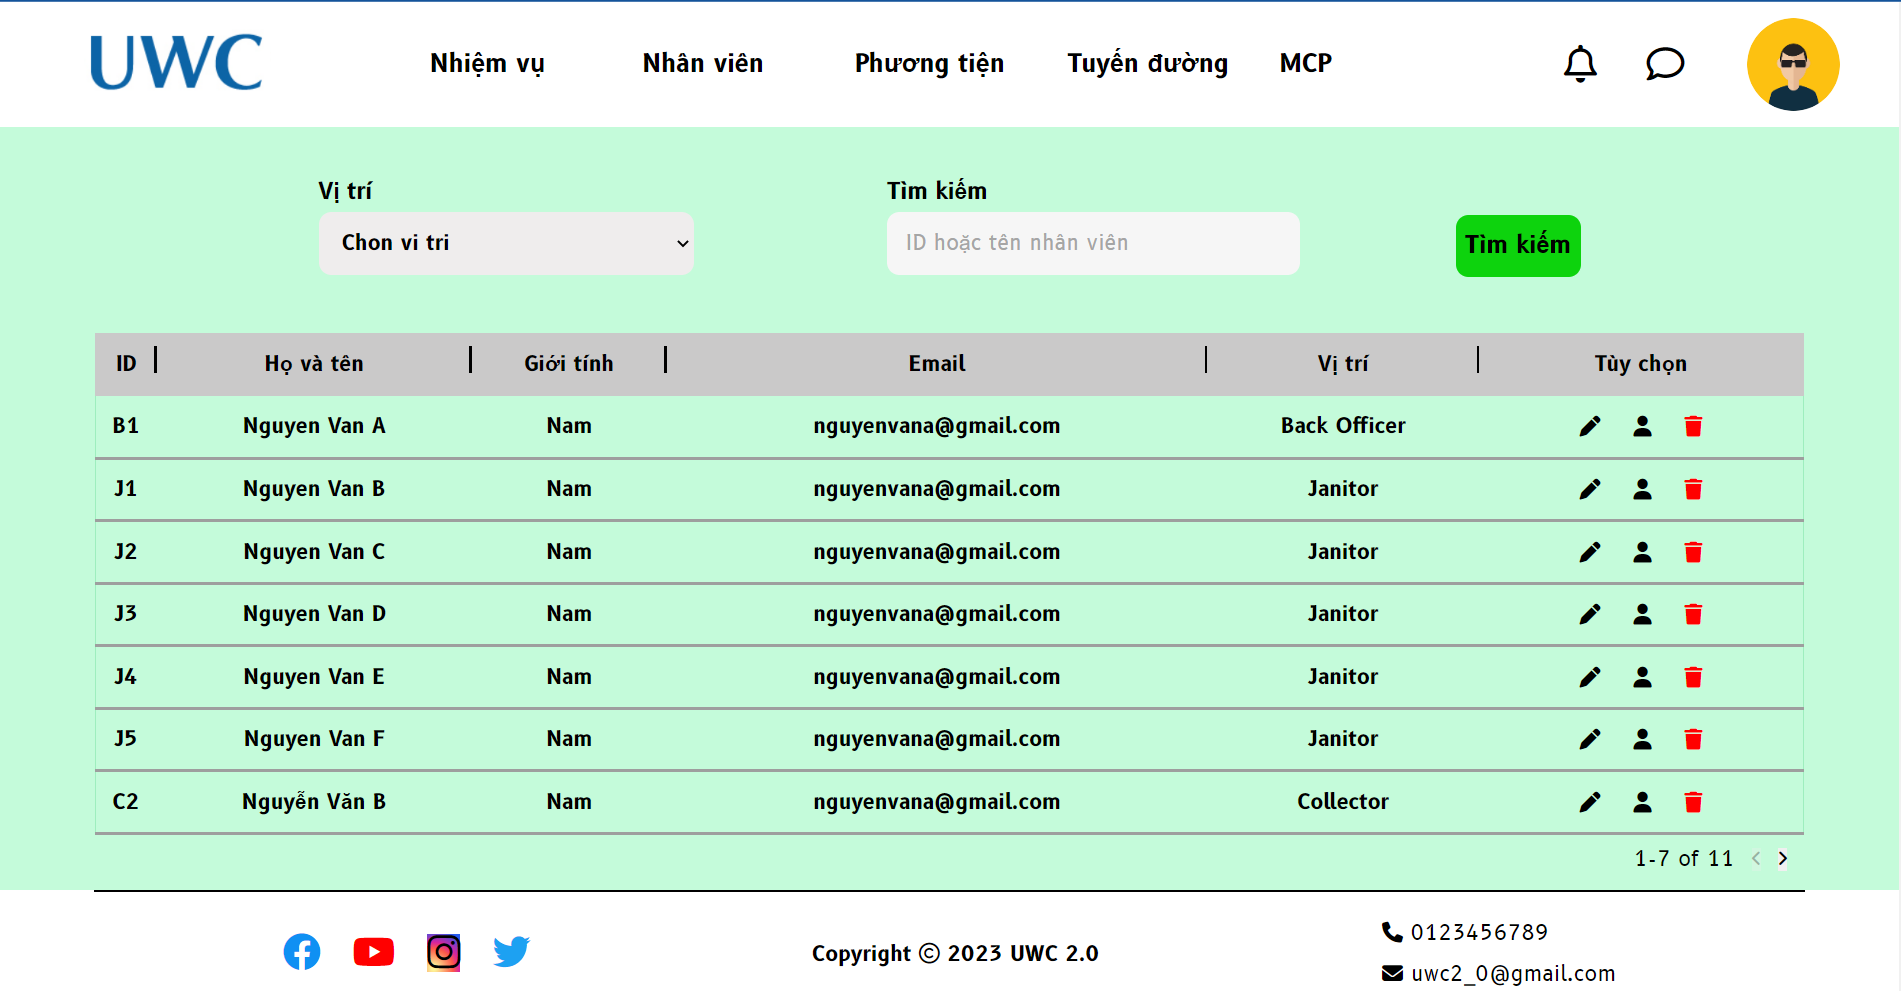 UWC
Nhiệm vụ Nhân viên Phương tiện Tuyến đường MCP
Vị trí Tìm kiếm
Chon vi tri ID hoặc tên nhân viên Tìm kiếm
ID Họ và tên Giới tính Email Vị trí Tùy chọn
B1 Nguyen Van A Nam nguyenvana@gmail.com Back Officer
J1 Nguyen Van B Nam nguyenvana@gmail.com Janitor
J2 Nguyen Van C Nam nguyenvana@gmail.com Janitor
J3 Nguyen Van D Nam nguyenvana@gmail.com Janitor
J4 Nguyen Van E Nam nguyenvana@gmail.com Janitor
J5 Nguyen Van F Nam nguyenvana@gmail.com Janitor
C2 Nguyễn Văn B Nam nguyenvana@gmail.com Collector
1-7 of 11
Copyright © 2023 UWC 2.0
0123456789
uwc2_0@gmail.com